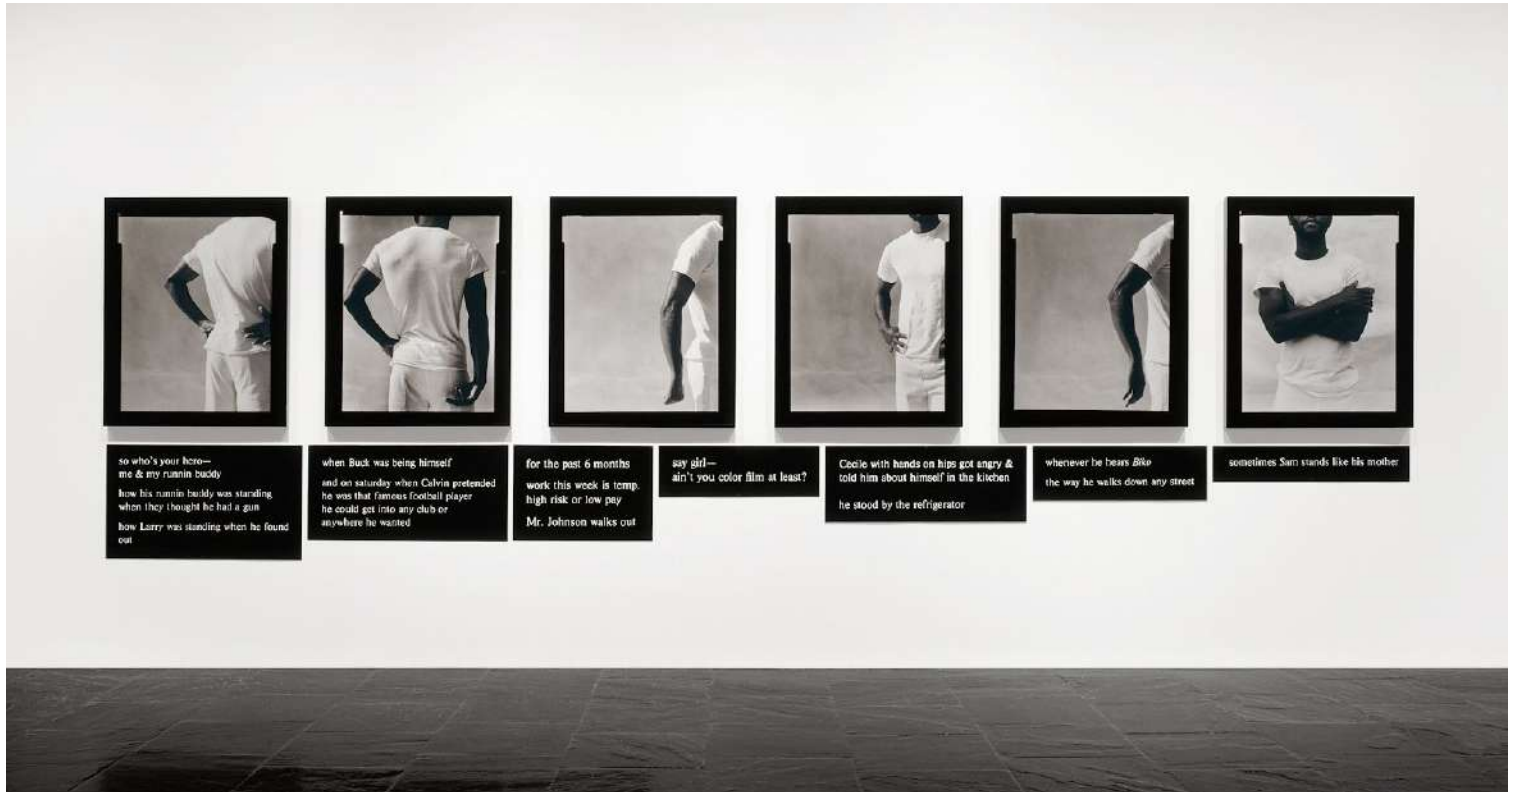 so who's your hero—
me & my runnin buddy
how his runnin buddy was standing
when they thought he had a gun
how Larry was standing when he found
out
when Buck was being himself
and on saturday when Calvin pretended
he was that famous football player
he could get into any club or
anywhere he wanted
for the past 6 months
work this week is temp.
high risk or low pay
Mr. Johnson walks out
say girl—
ain't you color film at least?
Cecile with hands on hips got angry &
told him about himself in the kitchen
he stood by the refrigerator
whenever he hears Biko
the way he walks down any street
sometimes Sam stands like his mother